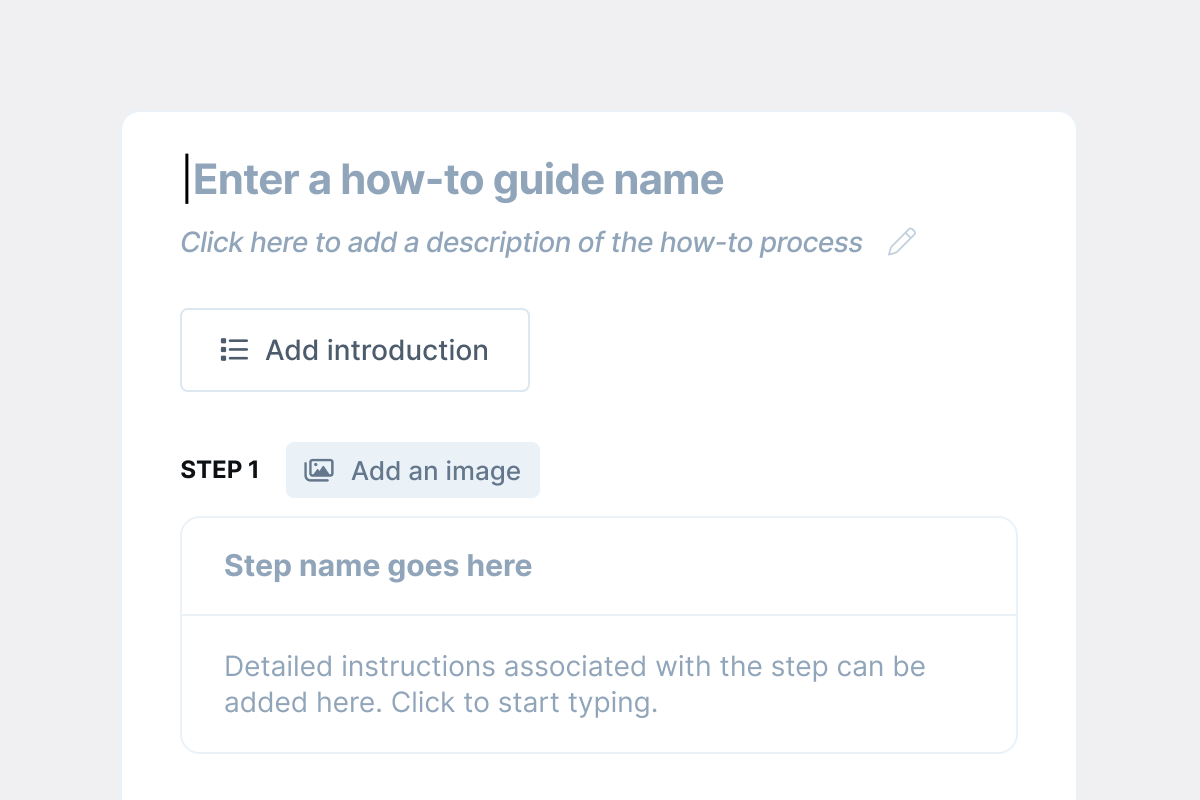 Enter a how-to guide name
Click here to add a description of the how-to process
Add introduction
STEP 1 Add an image
Step name goes here
Detailed instructions associated with the step can be
added here. Click to start typing.